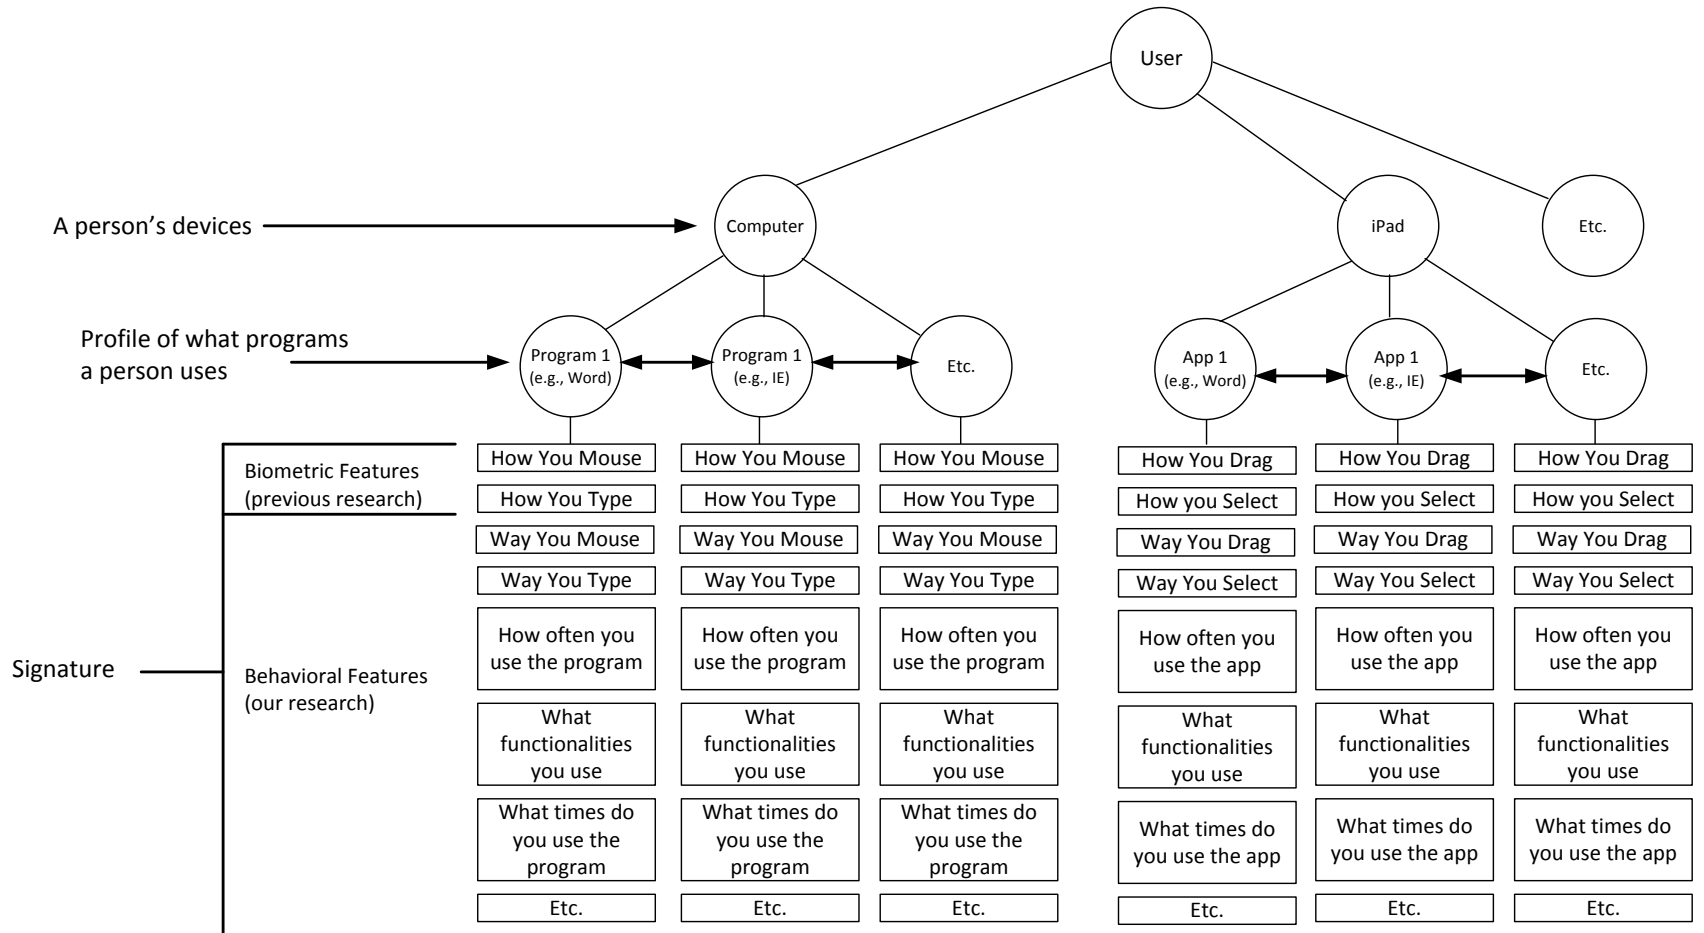 User
A person's devices
Computer
iPad
Etc.
Profile of what programs
a person uses
Program 1
(e.g., Word)
Program 1
(e.g., IE)
Etc.
App 1
(e.g., Word)
App 1
(e.g., IE)
Etc.
Signature
Biometric Features
(previous research)
Behavioral Features
(our research)
How You Mouse
How You Type
Way You Mouse
Way You Type
How often you
use the program
What
functionalities
you use
What times do
you use the
program
Etc.
How You Mouse
How You Type
Way You Mouse
Way You Type
How often you
use the program
What
functionalities
you use
What times do
you use the
program
Etc.
How You Mouse
How You Type
Way You Mouse
Way You Type
How often you
use the program
What
functionalities
you use
What times do
you use the
program
Etc.
How You Drag
How you Select
Way You Drag
Way You Select
How often you
use the app
What
functionalities
you use
What times do
you use the app
Etc.
How You Drag
How you Select
Way You Drag
Way You Select
How often you
use the app
What
functionalities
you use
What times do
you use the app
Etc.
How You Drag
How you Select
Way You Drag
Way You Select
How often you
use the app
What
functionalities
you use
What times do
you use the app
Etc.